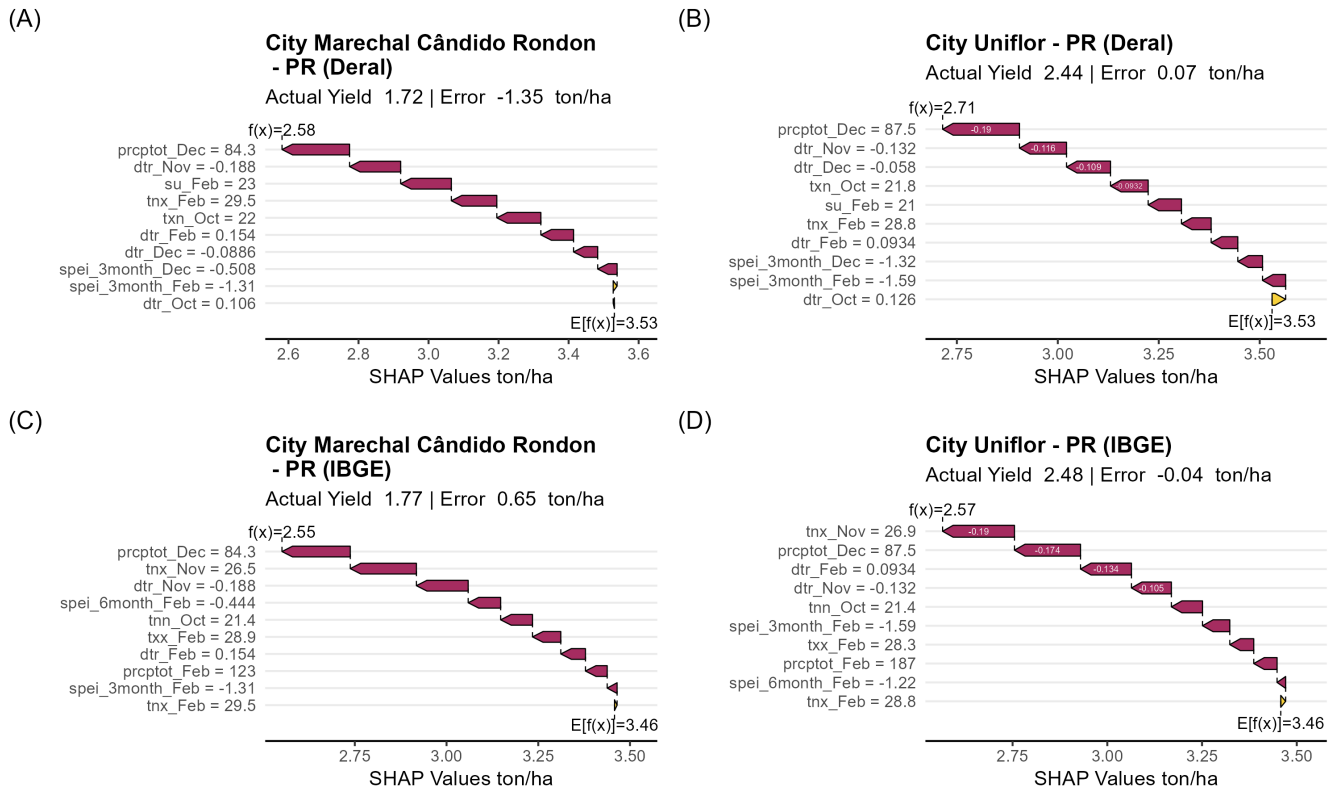 (A)
City Marechal Cândido Rondon
- PR (Deral)
Actual Yield 1.72 | Error -1.35 ton/ha
f(x)=2.58
prcptot_Dec = 84.3
dtr_Nov = -0.188
su_Feb = 23
tnx_Feb = 29.5
txn_Oct = 22
dtr_Feb = 0.154
dtr_Dec = -0.0886
spei_3month_Dec = -0.508
spei_3month_Feb = -1.31
dtr_Oct = 0.106
E[f(x)]=3.53
2.6 2.8 3.0 3.2 3.4 3.6
SHAP Values ton/ha
(B)
City Uniflor - PR (Deral)
Actual Yield 2.44 | Error 0.07 ton/ha
f(x)=2.71
prcptot_Dec = 87.5 -0.19
dtr_Nov = -0.132 -0.116
dtr_Dec = -0.058 -0.109
txn_Oct = 21.8 -0.0932
su_Feb = 21
tnx_Feb = 28.8
dtr_Feb = 0.0934
spei_3month_Dec = -1.32
spei_3month_Feb = -1.59
dtr_Oct = 0.126
E[f(x)]=3.53
2.75 3.00 3.25 3.50
SHAP Values ton/ha
(C)
City Marechal Cândido Rondon
- PR (IBGE)
Actual Yield 1.77 | Error 0.65 ton/ha
f(x)=2.55
prcptot_Dec = 84.3
tnx_Nov = 26.5
dtr_Nov = -0.188
spei_6month_Feb = -0.444
tnn_Oct = 21.4
txx_Feb = 28.9
dtr_Feb = 0.154
prcptot_Feb = 123
spei_3month_Feb = -1.31
tnx_Feb = 29.5
E[f(x)]=3.46
2.75 3.00 3.25 3.50
SHAP Values ton/ha
(D)
City Uniflor - PR (IBGE)
Actual Yield 2.48 | Error -0.04 ton/ha
f(x)=2.57
tnx_Nov = 26.9 -0.19
prcptot_Dec = 87.5 -0.174
dtr_Feb = 0.0934 -0.134
dtr_Nov = -0.132 -0.105
tnn_Oct = 21.4
spei_3month_Feb = -1.59
txx_Feb = 28.3
prcptot_Feb = 187
spei_6month_Feb = -1.22
tnx_Feb = 28.8
E[f(x)]=3.46
2.75 3.00 3.25 3.50
SHAP Values ton/ha